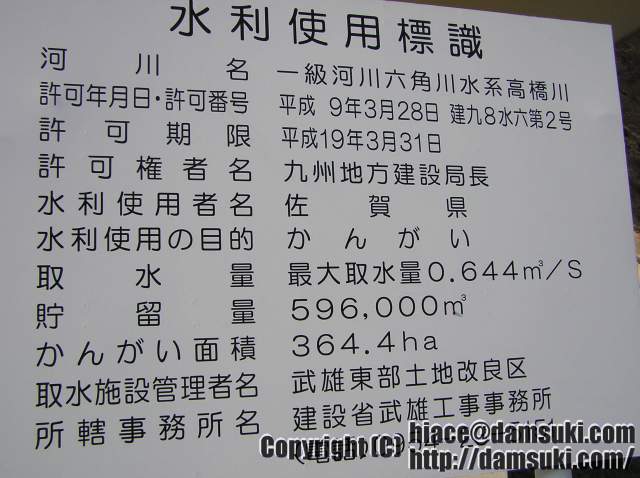 水利使用標識
河川名 一級河川六角川水系高橋川
許可年月日・許可番号 平成 9年3月28日 建九8水六第2号
許可期限 平成19年3月31日
許可権者名 九州地方建設局長
水利使用者名 佐賀県
水利使用の目的 かんがい
取水量 最大取水量0.644㎥/S
貯留量 596,000㎥
かんがい面積 364.4ha
取水施設管理者名 武雄東部土地改良区
所轄事務所名 建設省武雄工事事務所
Copyright (C) hjace@damsuki.com
http://damsuki.com/